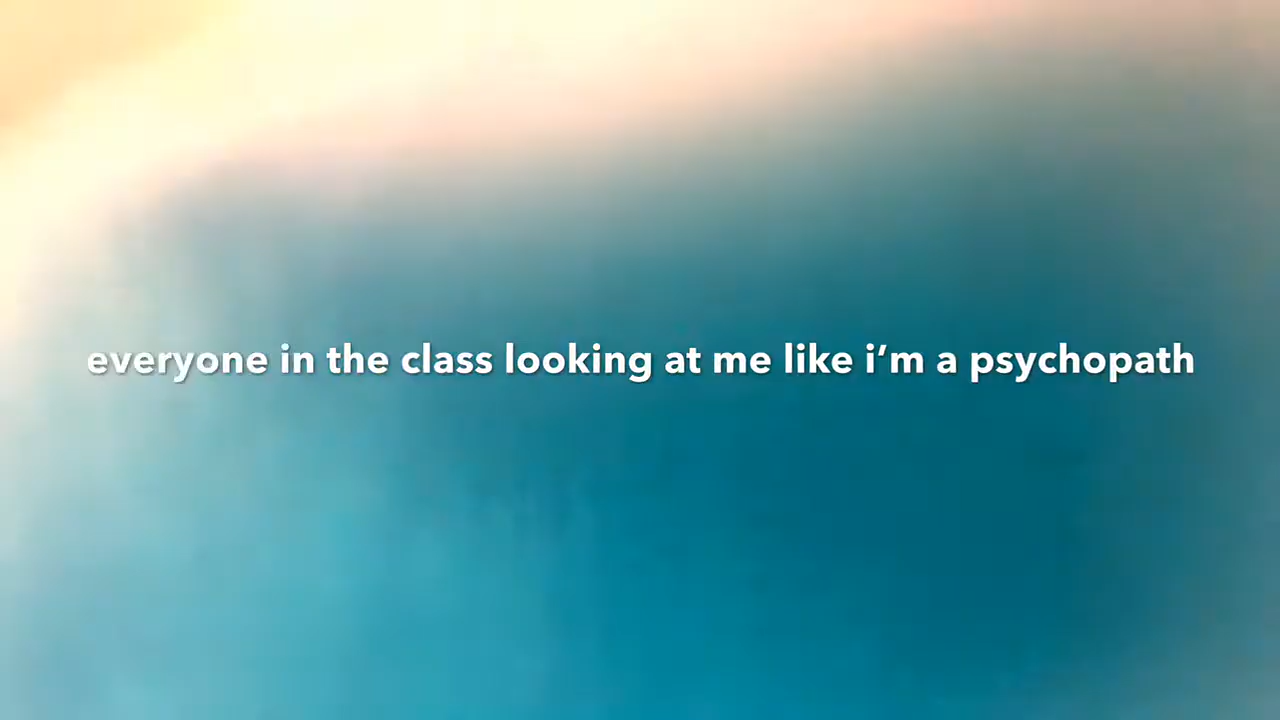 everyone in the class looking at me like i’m a psychopath